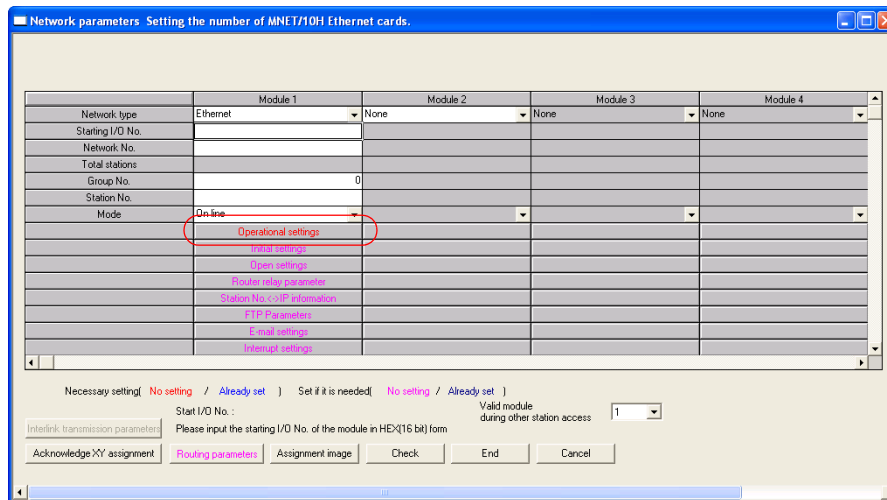 Network parameters Setting the number of MNET/10H Ethernet cards.
Module 1 Module 2 Module 3 Module 4
Network type Ethernet None None None
Starting I/O No.
Network No.
Total stations
Group No. 0
Station No.
Mode On line
Operational settings
Initial settings
Open settings
Router relay parameter
Station No.<->IP information
FTP Parameters
E-mail settings
Interrupt settings
Necessary setting( No setting / Already set ) Set if it is needed( No setting / Already set )
Start I/O No. :
Valid module
during other station access 1
Interlink transmission parameters Please input the starting I/O No. of the module in HEX(16 bit) form
Acknowledge XY assignment Routing parameters Assignment image Check End Cancel